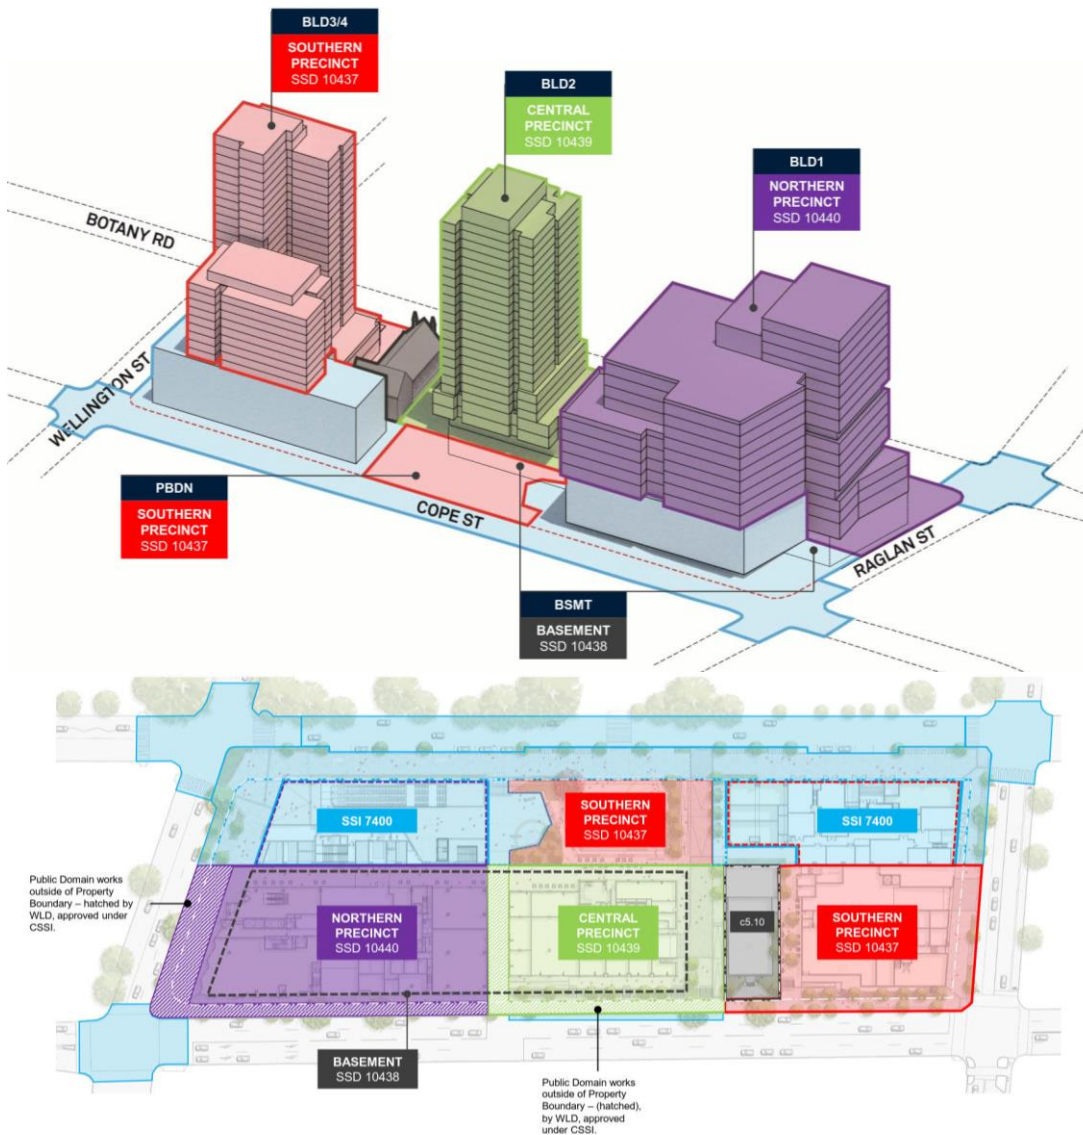 BLD3/4
SOUTHERN
PRECINCT
SSD 10437
BLD2
CENTRAL
PRECINCT
SSD 10439
BLD1
NORTHERN
PRECINCT
SSD 10440
BOTANY RD
WELLINGTON ST
PBDN
SOUTHERN
PRECINCT
SSD 10437
COPE ST
RAGLAN ST
BSMT
BASEMENT
SSD 10438
SSI 7400
SOUTHERN
PRECINCT
SSD 10437
SSI 7400
Public Domain works
outside of Property
Boundary – hatched by
WLD, approved under
CSSI.
NORTHERN
PRECINCT
SSD 10440
CENTRAL
PRECINCT
SSD 10439
c5.10
SOUTHERN
PRECINCT
SSD 10437
BASEMENT
SSD 10438
Public Domain works
outside of Property
Boundary – (hatched),
by WLD, approved
under CSSI.